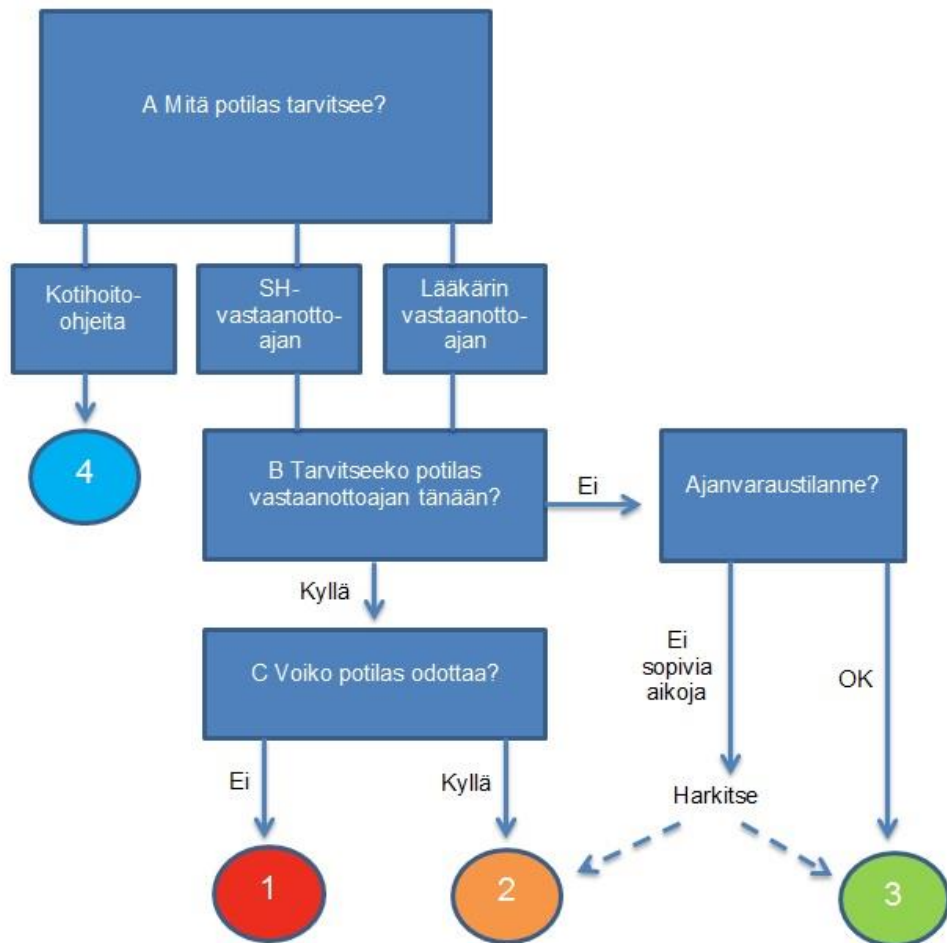 A Mitä potilas tarvitsee?
Kotihoito-
ohjeita
SH-
vastaanotto-
ajan
Lääkärin
vastaanotto-
ajan
4
B Tarvitseeko potilas
vastaanottoajan tänään?
Ei
Ajanvaraustilanne?
Kyllä
C Voiko potilas odottaa?
Ei
sopivia
aikoja
OK
Ei
Kyllä
Harkitse
1
2
3